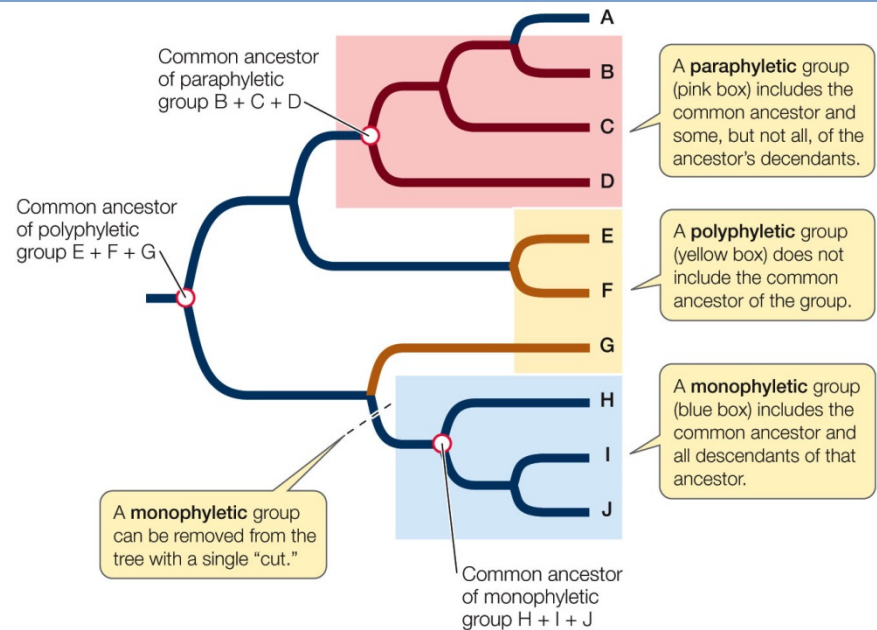 A
Common ancestor
of paraphyletic
group B + C + D
B
A paraphyletic group
(pink box) includes the
common ancestor and
some, but not all, of the
ancestor's decendants.
C
D
Common ancestor
of polyphyletic
group E + F + G
E
F
A polyphyletic group
(yellow box) does not
include the common
ancestor of the group.
G
H
I
J
A monophyletic group
(blue box) includes the
common ancestor and
all descendants of that
ancestor.
A monophyletic group
can be removed from the
tree with a single “cut.”
Common ancestor
of monophyletic
group H + I + J